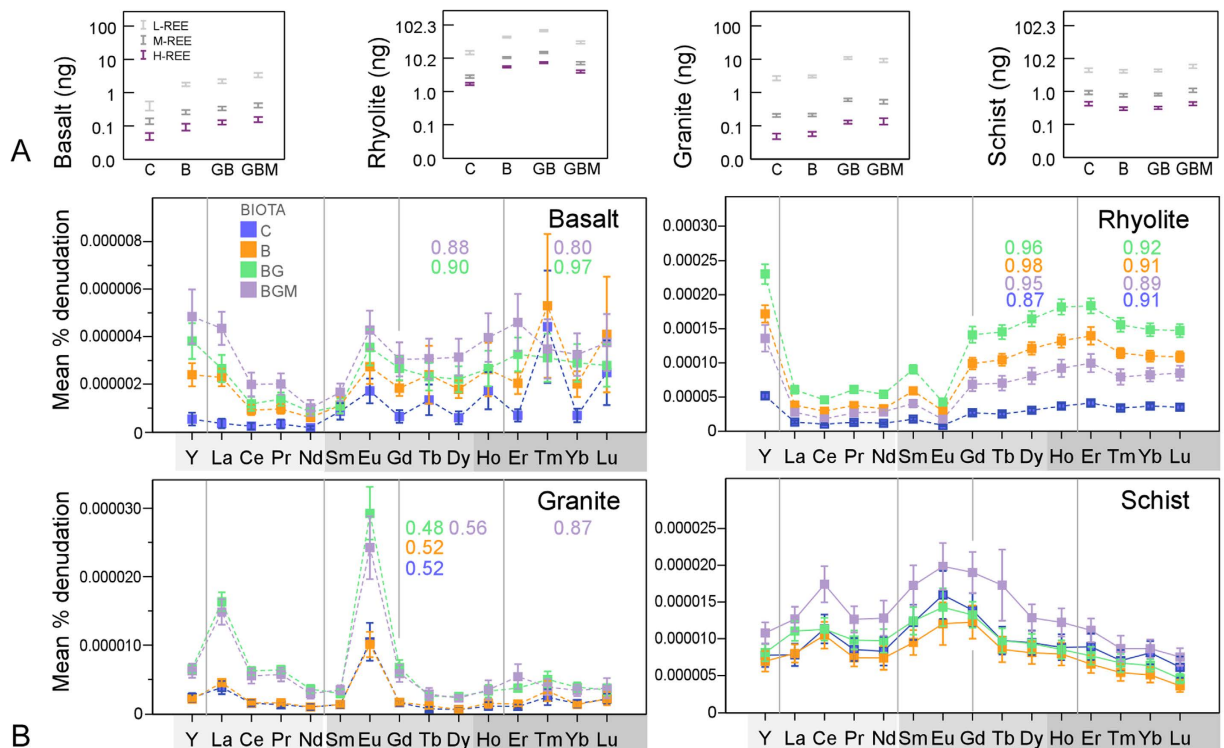 A
Basalt (ng)
100
10
1
0.1
0.0
L-REE
M-REE
H-REE
C B GB GBM
Rhyolite (ng)
102.3
10.2
1.0
0.1
0.0
C B GB GBM
Granite (ng)
100
10
1
0.1
0.0
C B GB GBM
Schist (ng)
102.3
10.2
1.0
0.1
0.0
C B GB GBM
B
Mean % denudation
0.000008
0.000006
0.000004
0.000002
0
BIOTA
C
B
BG
BGM
Basalt
0.88 0.80
0.90 0.97
Y La Ce Pr Nd Sm Eu Gd Tb Dy Ho Er Tm Yb Lu
Mean % denudation
0.00030
0.00025
0.00020
0.00015
0.00010
0.00005
0
Rhyolite
0.96 0.92
0.98 0.91
0.95 0.89
0.87 0.91
Y La Ce Pr Nd Sm Eu Gd Tb Dy Ho Er Tm Yb Lu
Mean % denudation
0.000030
0.000020
0.000010
0
Granite
0.48 0.56 0.87
0.52
0.52
Y La Ce Pr Nd Sm Eu Gd Tb Dy Ho Er Tm Yb Lu
Mean % denudation
0.000025
0.000020
0.000015
0.000010
0.000005
0
Schist
Y La Ce Pr Nd Sm Eu Gd Tb Dy Ho Er Tm Yb Lu